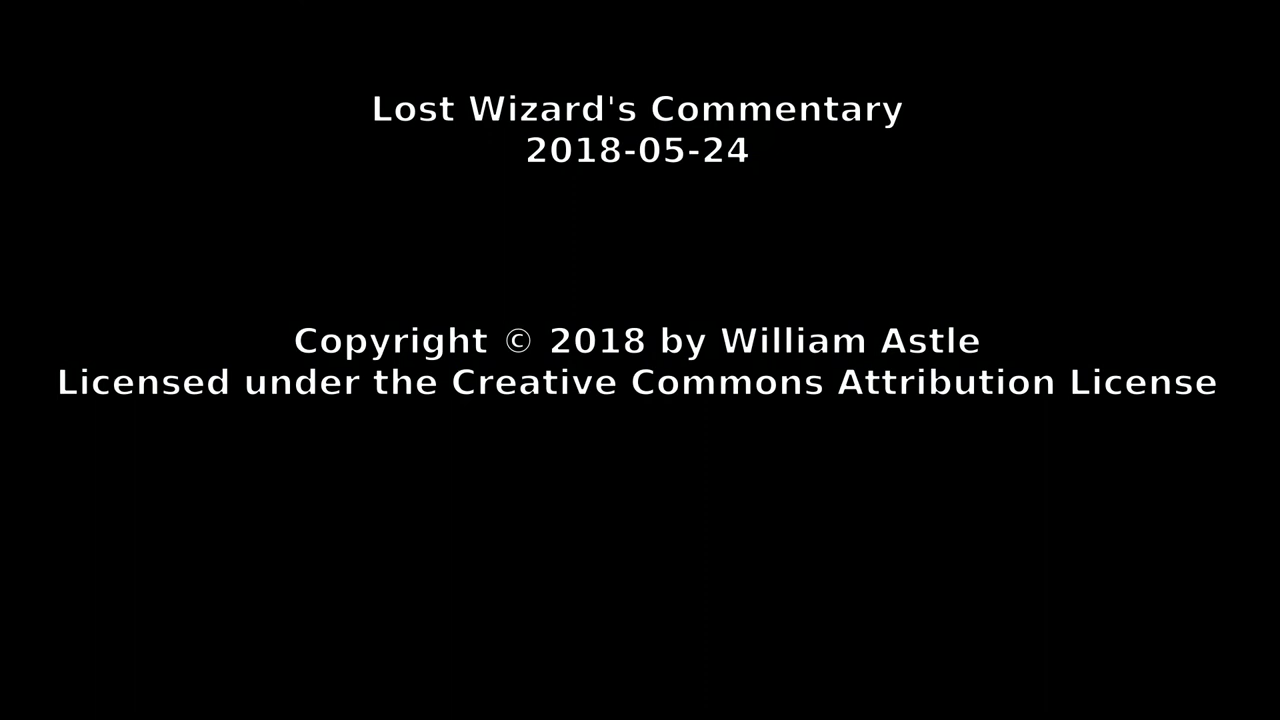 Lost Wizard's Commentary
2018-05-24
Copyright © 2018 by William Astle
Licensed under the Creative Commons Attribution License